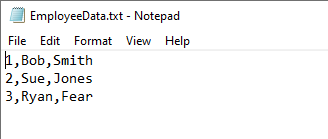 EmployeeData.txt - Notepad
File Edit Format View Help
1,Bob,Smith
2,Sue,Jones
3,Ryan,Fear